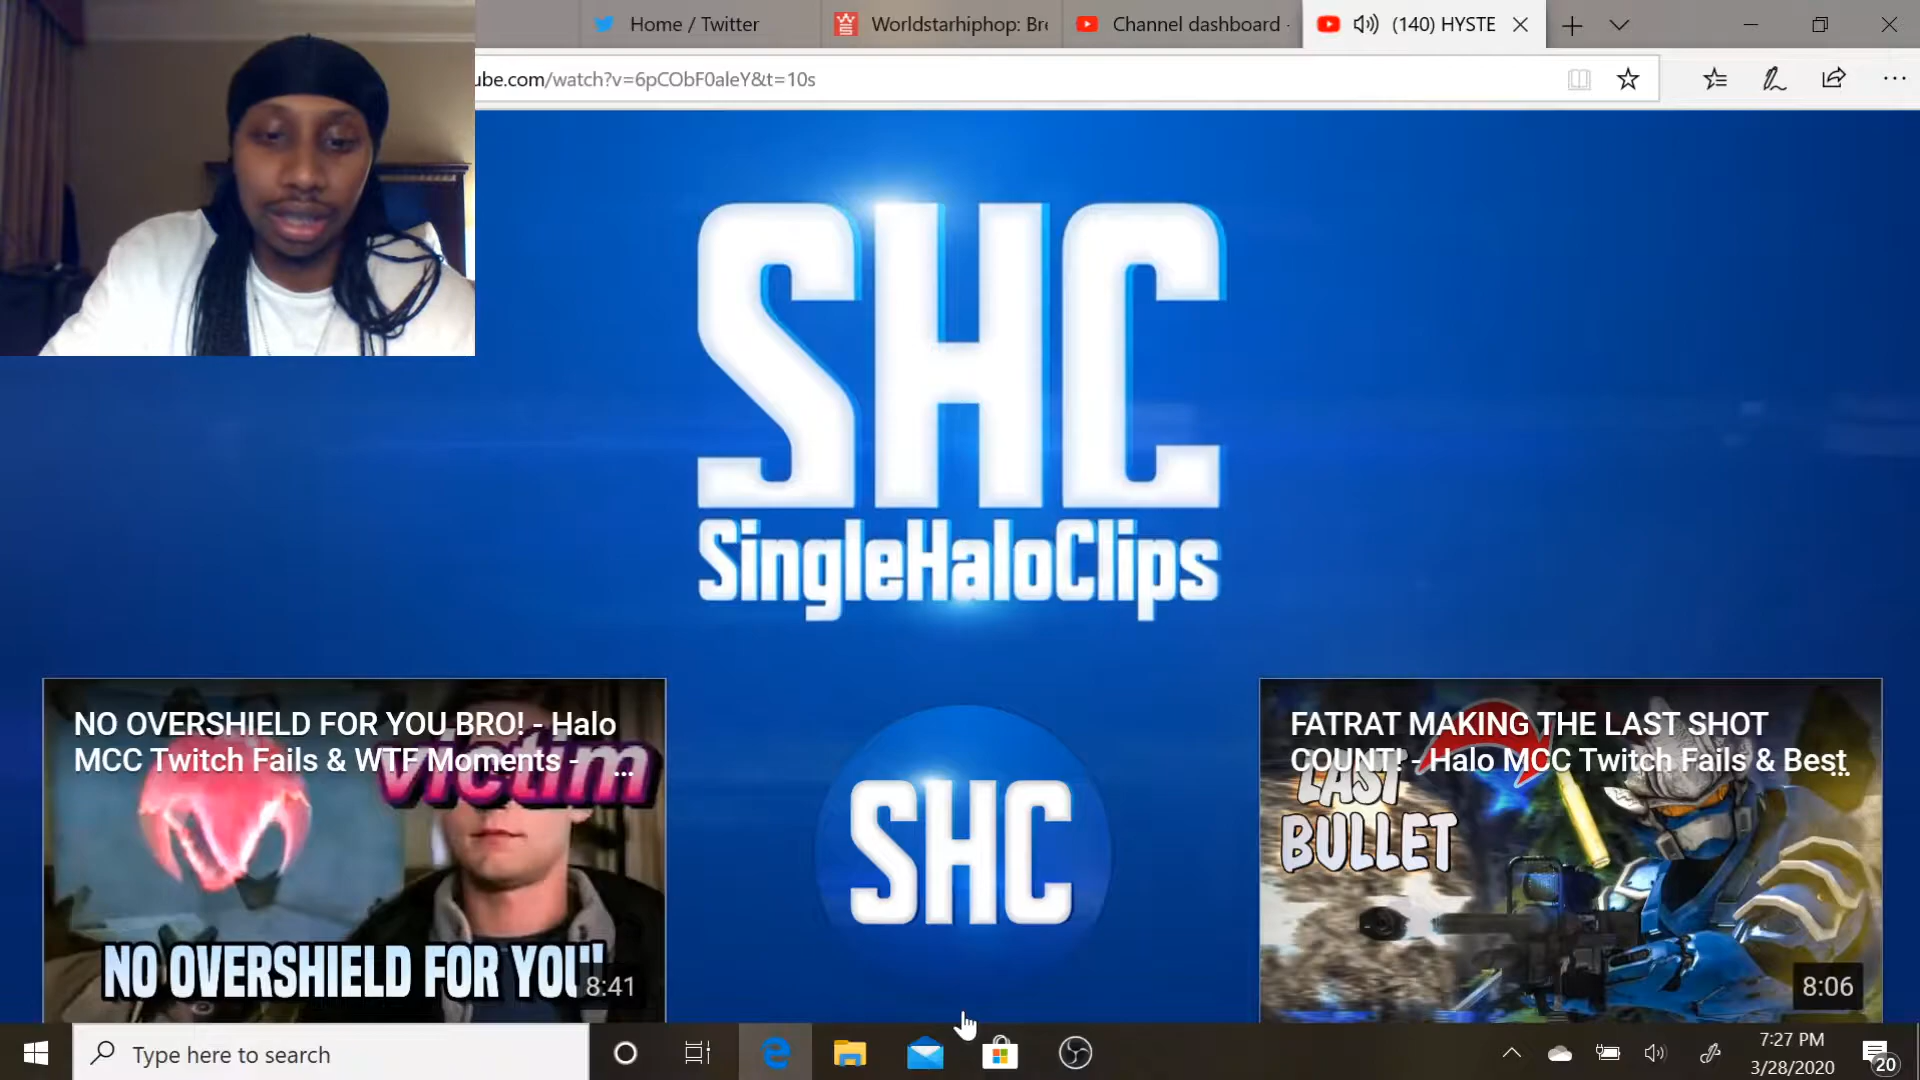 Home / Twitter
Worldstarhiphop: Bre
Channel dashboard -
(140) HYSTE
ube.com/watch?v=6pCObF0aleY&t=10s
SHC
SingleHaloClips
NO OVERSHIELD FOR YOU BRO! - Halo
MCC Twitch Fails & WTF Moments - ...
victim
NO OVERSHIELD FOR YOU"
8:41
SHC
FATRAT MAKING THE LAST SHOT
COUNT! - Halo MCC Twitch Fails & Best ...
LAST
BULLET
8:06
Type here to search
7:27 PM
3/28/2020
20